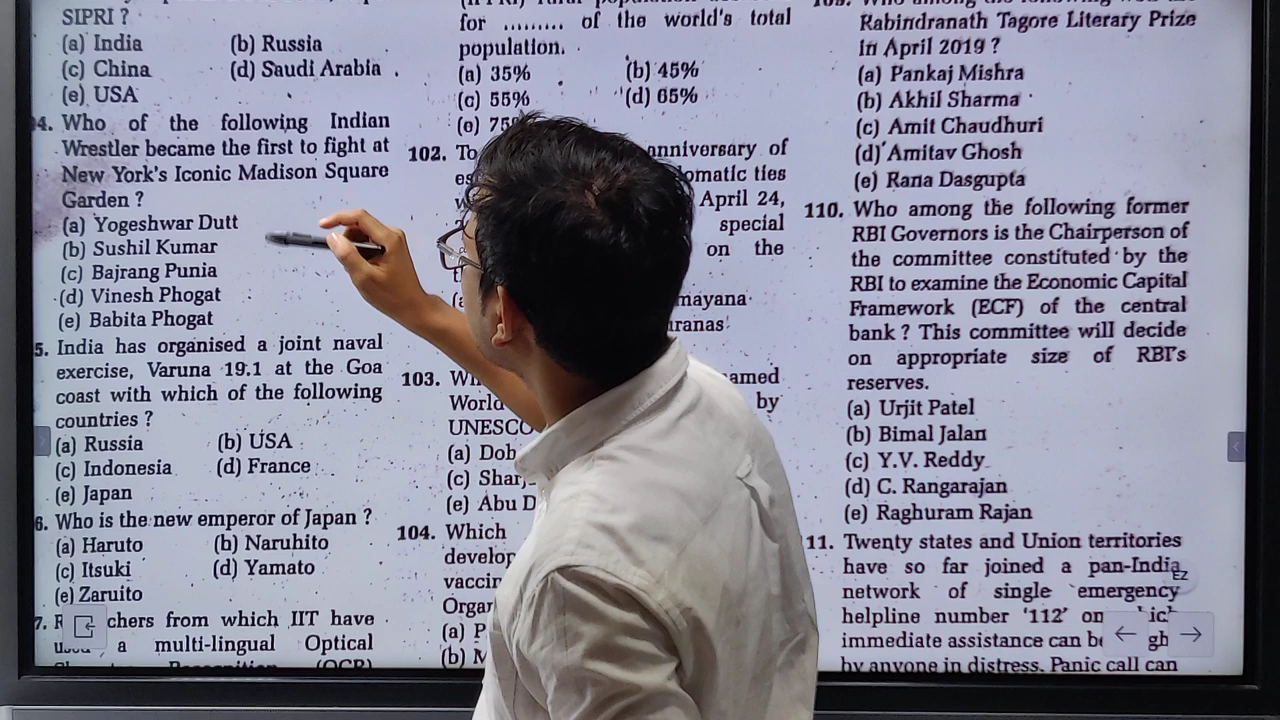 SIPRI ?
(a) India (b) Russia
(c) China (d) Saudi Arabia
(e) USA
4. Who of the following Indian
Wrestler became the first to fight at
New York's Iconic Madison Square
Garden ?
(a) Yogeshwar Dutt
(b) Sushil Kumar
(c) Bajrang Punia
(d) Vinesh Phogat
(e) Babita Phogat
5. India has organised a joint naval
exercise, Varuna 19.1 at the Goa
coast with which of the following
countries ?
(a) Russia (b) USA
(c) Indonesia (d) France
(e) Japan
6. Who is the new emperor of Japan ?
(a) Haruto (b) Naruhito
(c) Itsuki (d) Yamato
(e) Zaruito
7. chers from which IIT have
a multi-lingual Optical
(OCR)
for ......... of the world's total
population.
(a) 35% (b) 45%
(c) 55% (d) 65%
(e) 75
102. To anniversary of
lomatic ties
April 24,
special
on the
mayana
ranas
103. amed
World by
UNESCO
(a) Dob
(c) Shar
(e) Abu D
104. Which
develop
vaccin
Organ
(a) P
(b) M
Rabindranath Tagore Literary Prize
in April 2019 ?
(a) Pankaj Mishra
(b) Akhil Sharma
(c) Amit Chaudhuri
(d) Amitav Ghosh
(e) Rana Dasgupta
110. Who among the following former
RBI Governors is the Chairperson of
the committee constituted by the
RBI to examine the Economic Capital
Framework (ECF) of the central
bank ? This committee will decide
on appropriate size of RBI's
reserves.
(a) Urjit Patel
(b) Bimal Jalan
(c) Y.V. Reddy
(d) C. Rangarajan
(e) Raghuram Rajan
11. Twenty states and Union territories
have so far joined a pan-India
EZ
network of single emergency
helpline number '112' on
immediate assistance can be
by anyone in distress. Panic call can